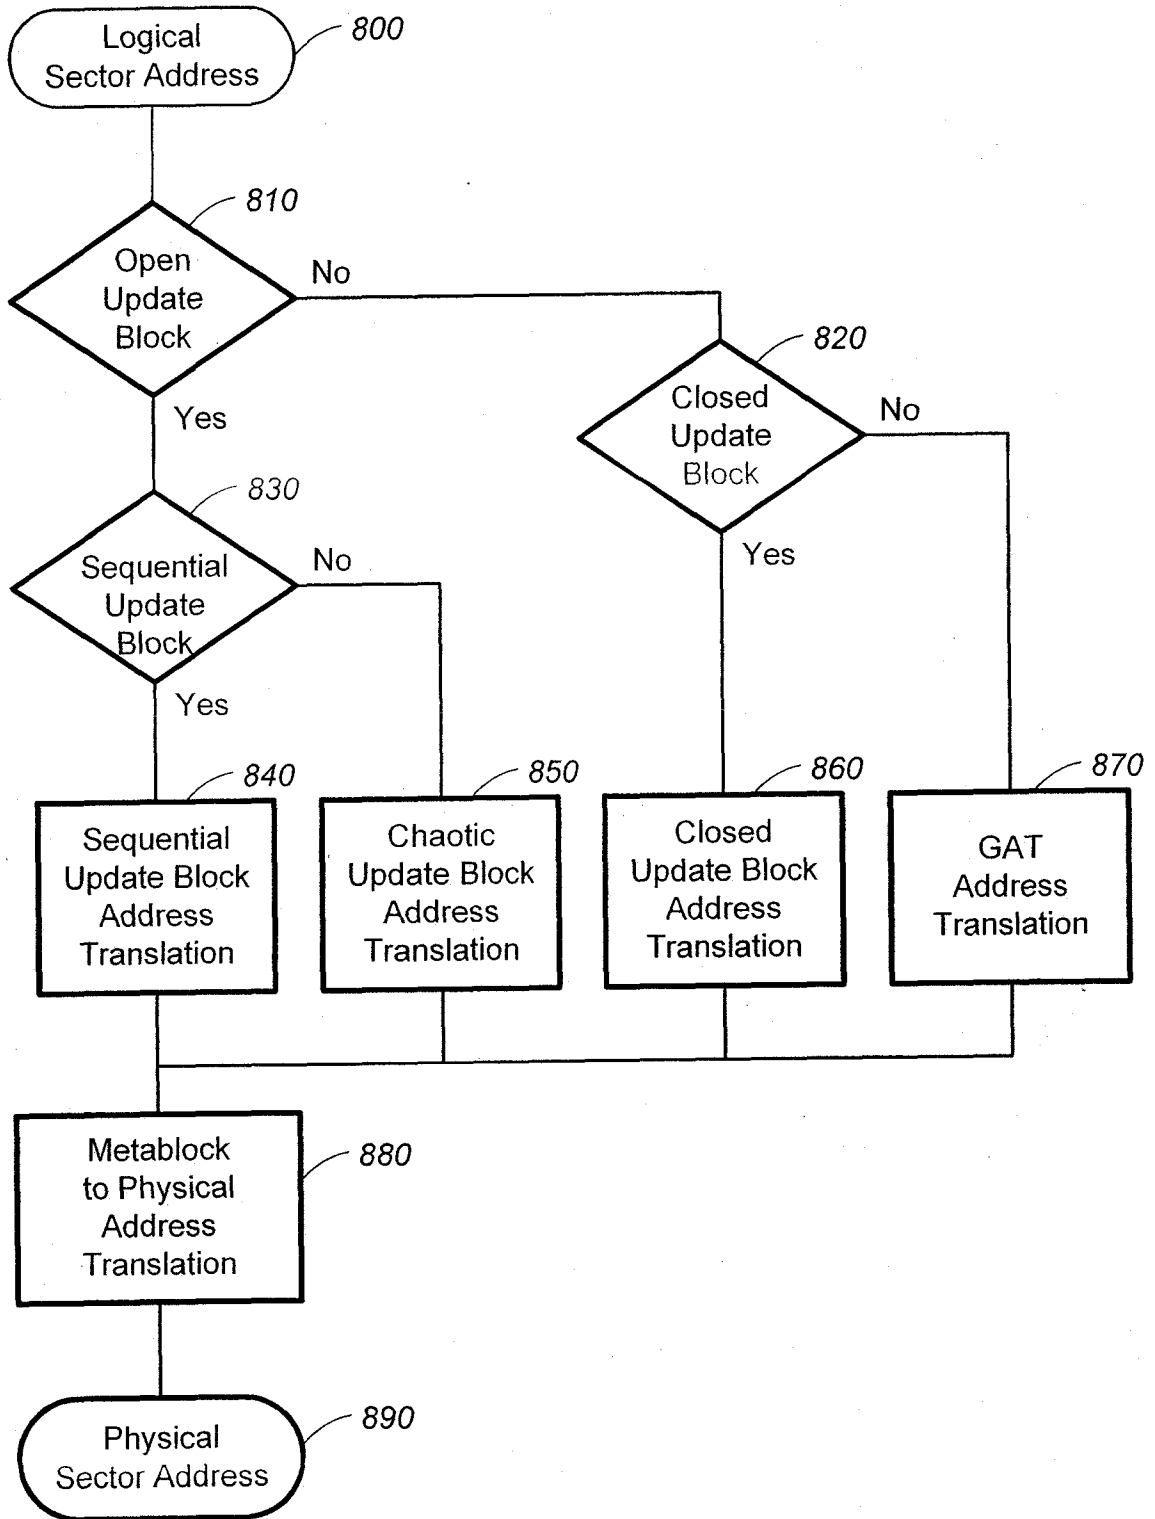 Logical
Sector Address
800
810
Open
Update
Block
No
Yes
820
Closed
Update
Block
No
Yes
830
Sequential
Update
Block
No
Yes
840
Sequential
Update Block
Address
Translation
850
Chaotic
Update Block
Address
Translation
860
Closed
Update Block
Address
Translation
870
GAT
Address
Translation
Metablock
to Physical
Address
Translation
880
Physical
Sector Address
890